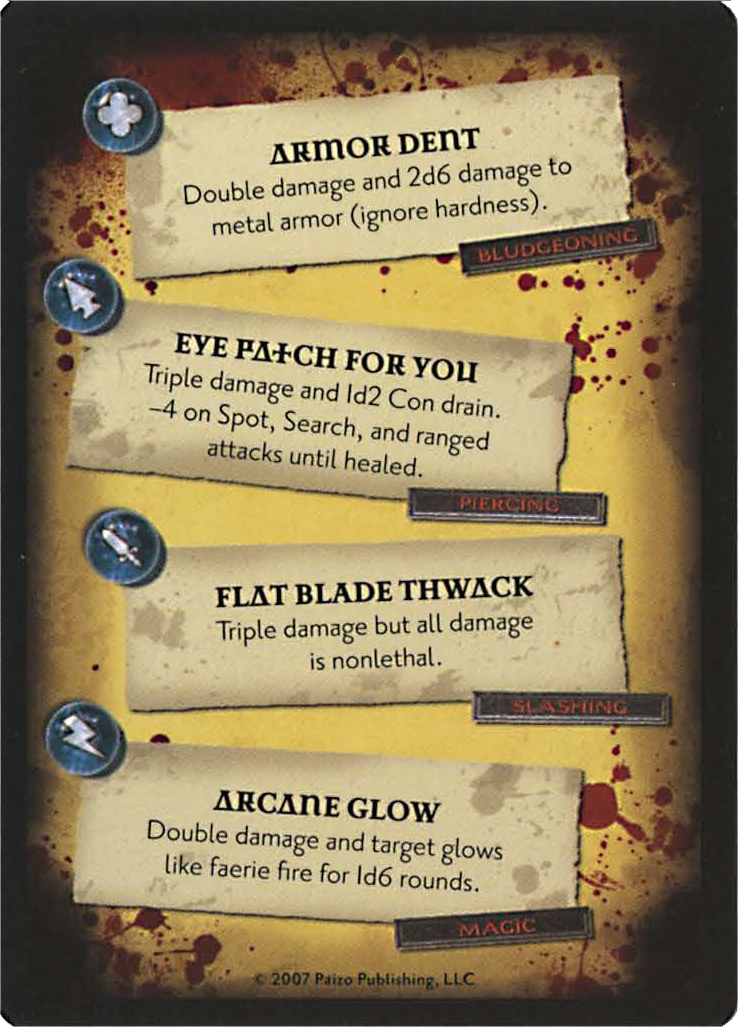 ARMOR DENT
Double damage and 2d6 damage to
metal armor (ignore hardness).
BLUDGEONING
EYE PATCH FOR YOU
Triple damage and 1d2 Con drain.
–4 on Spot, Search, and ranged
attacks until healed.
PIERCING
FLAT BLADE THWACK
Triple damage but all damage
is nonlethal.
SLASHING
ARCANE GLOW
Double damage and target glows
like faerie fire for 1d6 rounds.
MAGIC
© 2007 Paizo Publishing, LLC